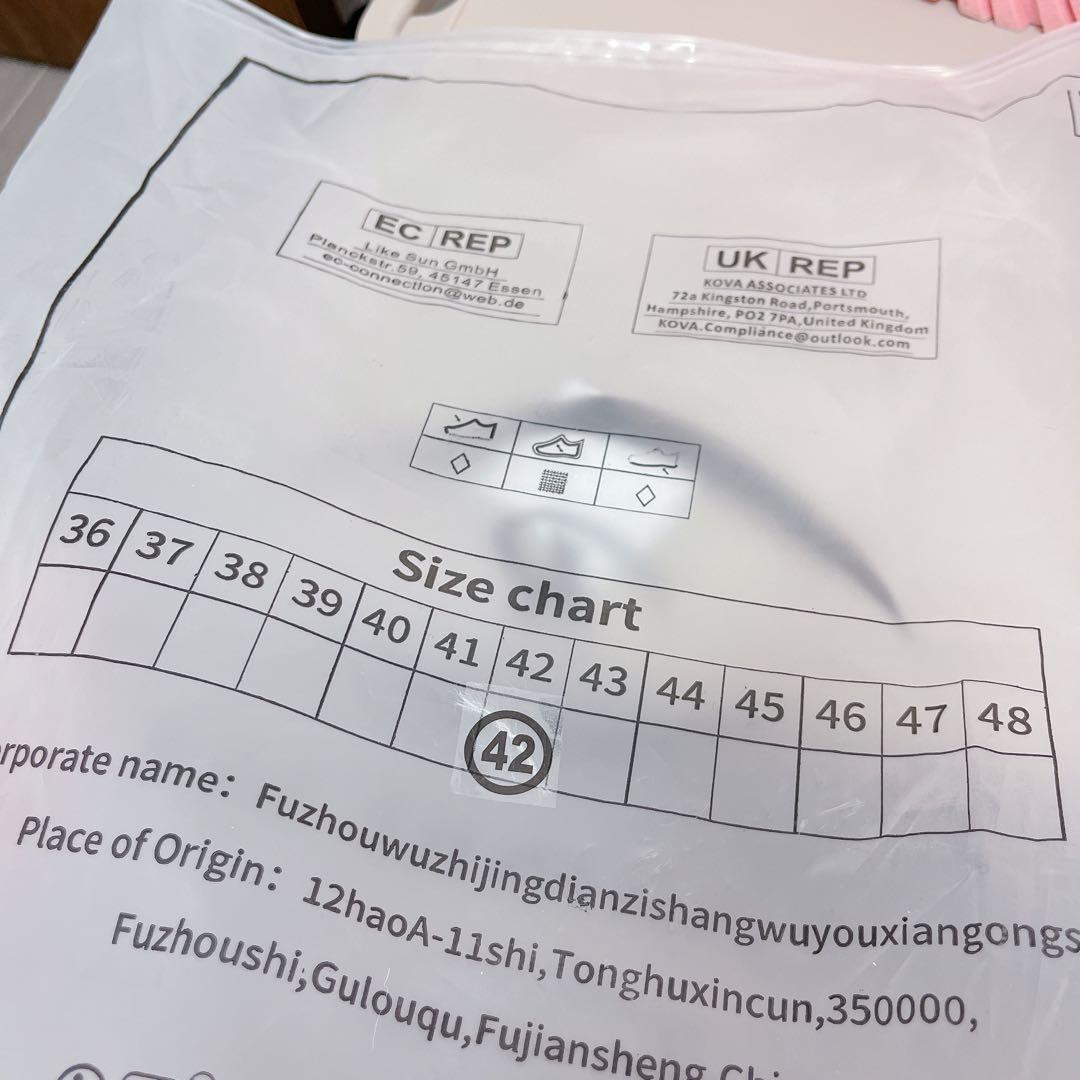 EC REP
Like Sun GmbH
Planckstr.59, 45147 Essen
ec-connection@web.de
UK REP
KOVA ASSOCIATES LTD
72a Kingston Road,Portsmouth,
Hampshire, PO2 7PA,United Kingdom
KOVA.Compliance@outlook.com
Size chart
36 37 38 39 40 41 42 43 44 45 46 47 48
42
rporate name: Fuzhouwuzhijingdianzishangwuyouxiangongs
Place of Origin: 12haoA-11shi,Tonghuxincun,350000,
Fuzhoushi,Gulouqu,Fujiansheng